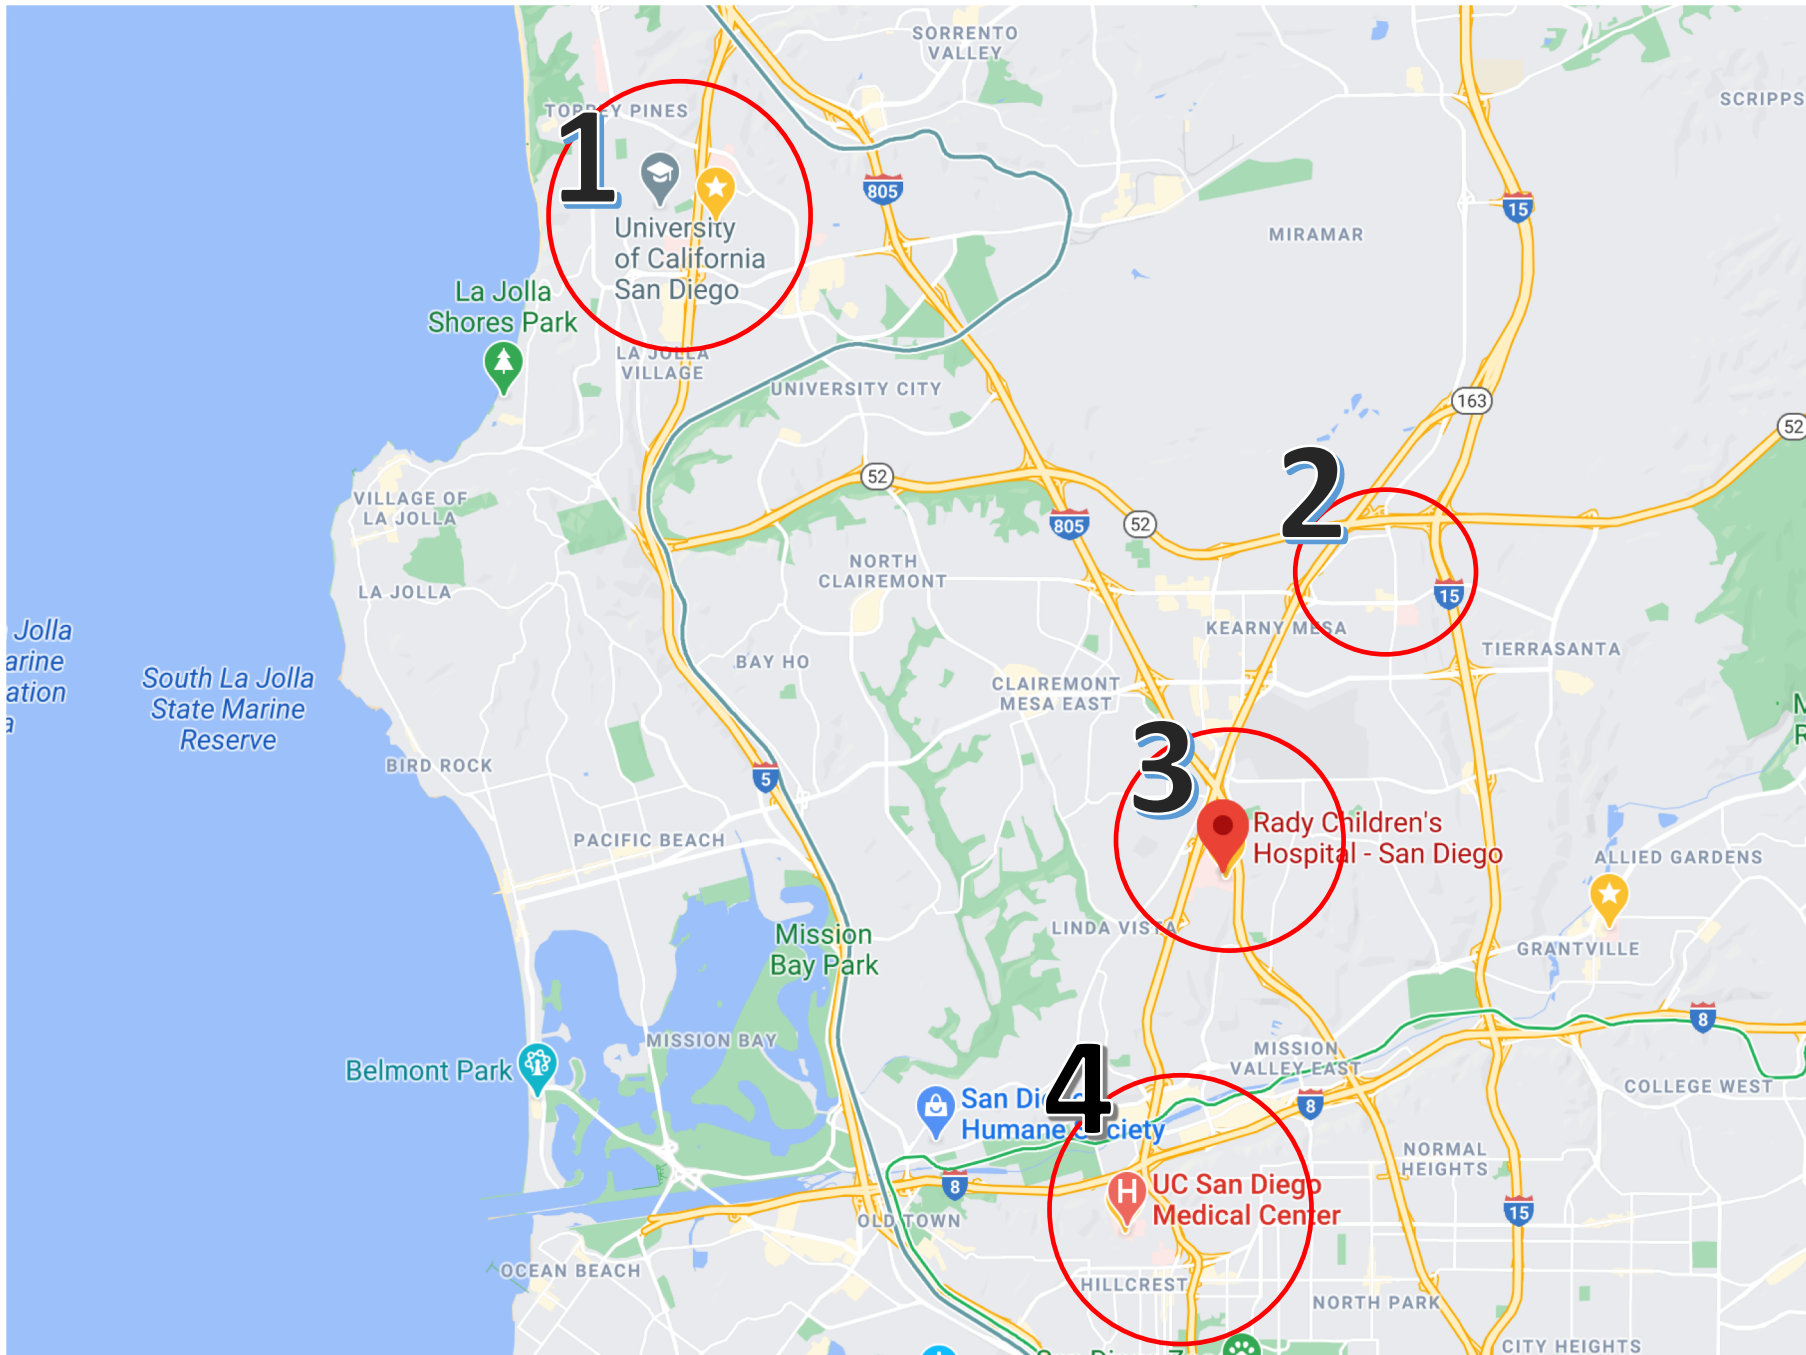 SORRENTO
VALLEY
SCRIPPS
TORREY PINES
1
805
15
University
of California
San Diego
MIRAMAR
La Jolla
Shores Park
LA JOLLA
VILLAGE
UNIVERSITY CITY
163
52
52
2
VILLAGE OF
LA JOLLA
805
52
NORTH
CLAIREMONT
LA JOLLA
15
KEARNY MESA
Jolla
arine
ation
a
TIERRASANTA
BAY HO
South La Jolla
State Marine
Reserve
CLAIREMONT
MESA EAST
M
R
3
BIRD ROCK
5
Rady Children's
Hospital - San Diego
PACIFIC BEACH
ALLIED GARDENS
LINDA VISTA
Mission
Bay Park
GRANTVILLE
8
MISSION BAY
MISSION
VALLEY EAST
4
Belmont Park
San Diego
Humane Society
8
COLLEGE WEST
NORMAL
HEIGHTS
8
H
UC San Diego
Medical Center
15
OLD TOWN
OCEAN BEACH
HILLCREST
NORTH PARK
CITY HEIGHTS
San Diego Zoo